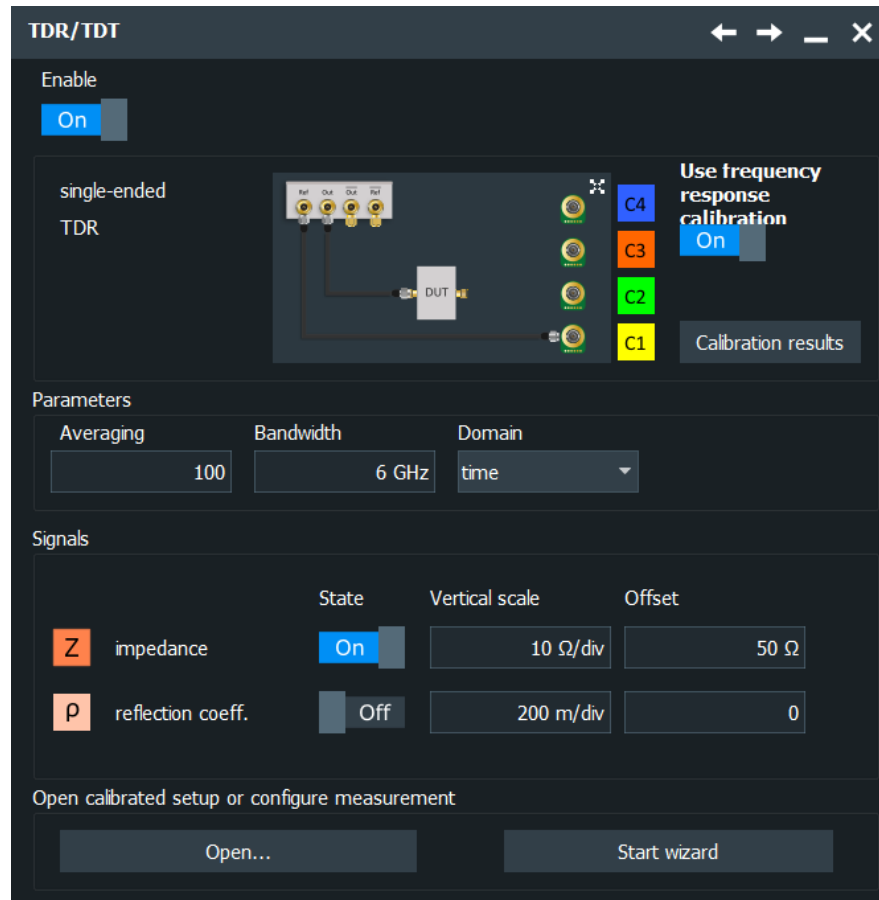 TDR/TDT
Enable
On
single-ended
TDR
Ref Out Out Ref
DUT
C4
C3
C2
C1
Use frequency
response
calibration
On
Calibration results
Parameters
Averaging Bandwidth Domain
100 6 GHz time
Signals
State Vertical scale Offset
Z impedance On 10 Ω/div 50 Ω
ρ reflection coeff. Off 200 m/div 0
Open calibrated setup or configure measurement
Open... Start wizard